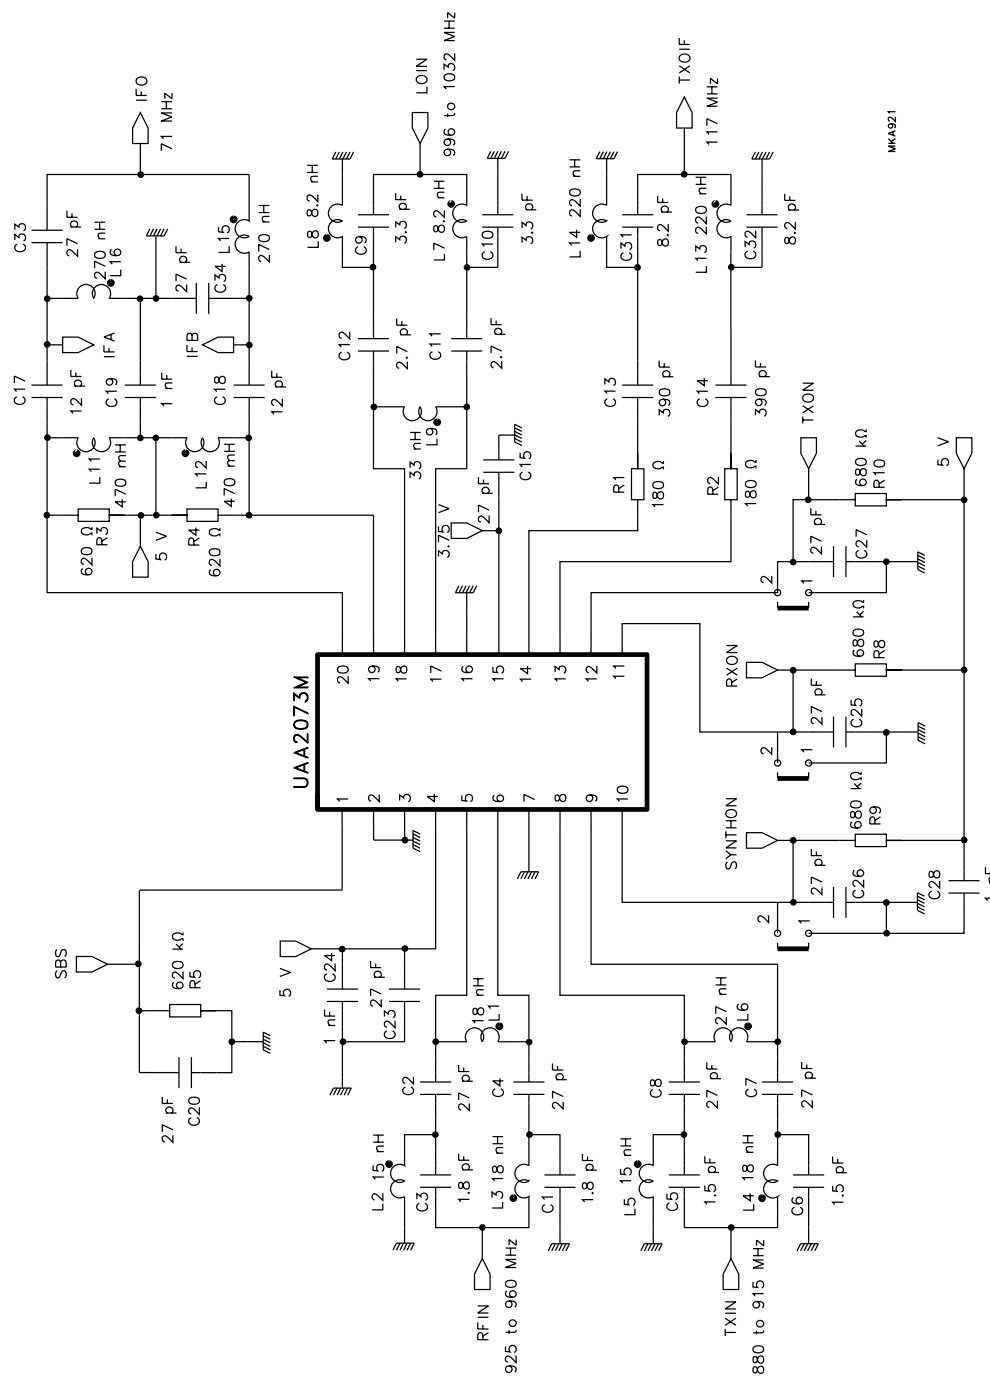 C33
27 pF
IFO
71 MHz
270 nH
L16
27 pF
C34
L15
270 nH
C17
12 pF
IFA
C19
1 nF
IFB
C18
12 pF
L11
470 mH
L12
470 mH
620 Ω
R3
5 V
R4
620 Ω
L8 8.2 nH
C9
3.3 pF
L7 8.2 nH
C10
3.3 pF
LOIN
996 to 1032 MHz
C12
2.7 pF
C11
2.7 pF
33 nH
L9
3.75 V
27 pF
C15
L14 220 nH
C31
8.2 pF
L13 220 nH
C32
8.2 pF
TXOIF
117 MHz
C13
390 pF
C14
390 pF
R1
180 Ω
R2
180 Ω
MKA921
UAA2073M
20
19
18
17
16
15
14
13
12
11
1
2
3
4
5
6
7
8
9
10
TXON
680 kΩ
R10
27 pF
C27
2
1
5 V
RXON
680 kΩ
R8
27 pF
C25
2
1
SYNTHON
680 kΩ
R9
27 pF
C26
2
1
C28
SBS
620 kΩ
R5
27 pF
C20
5 V
C24
1 nF
27 pF
C23
18 nH
L1
C2
27 pF
C4
27 pF
L2 15 nH
C3
1.8 pF
L3 18 nH
C1
1.8 pF
RFIN
925 to 960 MHz
27 nH
L6
C8
27 pF
C7
27 pF
L5 15 nH
C5
1.5 pF
L4 18 nH
C6
1.5 pF
TXIN
880 to 915 MHz